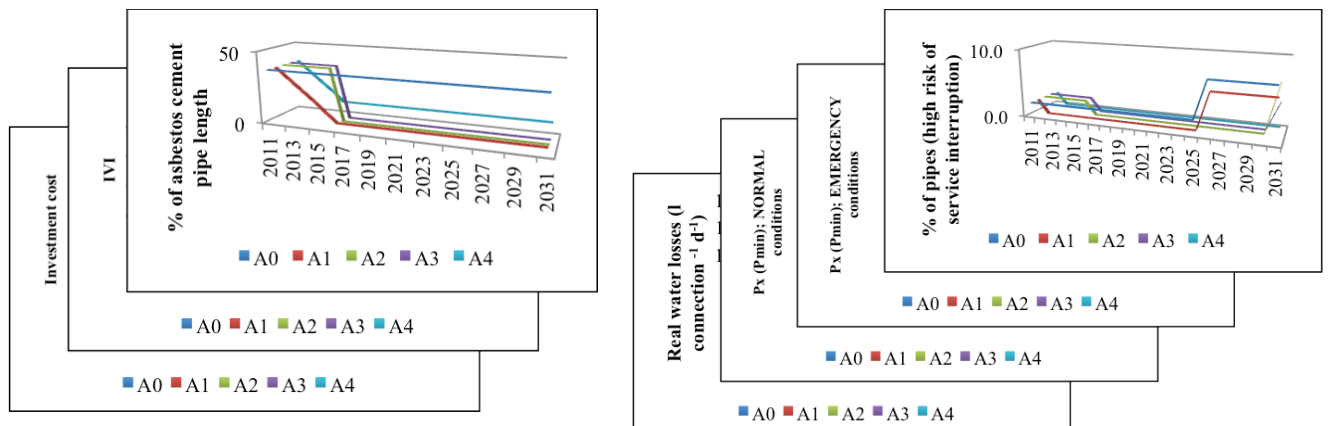 % of asbestos cement
pipe length
50
0
2011
2013
2015
2017
2019
2021
2023
2025
2027
2029
2031
A0 A1 A2 A3 A4
IVI
A0 A1 A2 A3 A4
Investment cost
A0 A1 A2 A3 A4
% of pipes (high risk of
service interruption)
10.0
0.0
2011
2013
2015
2017
2019
2021
2023
2025
2027
2029
2031
A0 A1 A2 A3 A4
Px (Pmin); EMERGENCY
conditions
A0 A1 A2 A3 A4
Px (Pmin); NORMAL
conditions
A0 A1 A2 A3 A4
Real water losses (l
connection -1 d-1)
A0 A1 A2 A3 A4